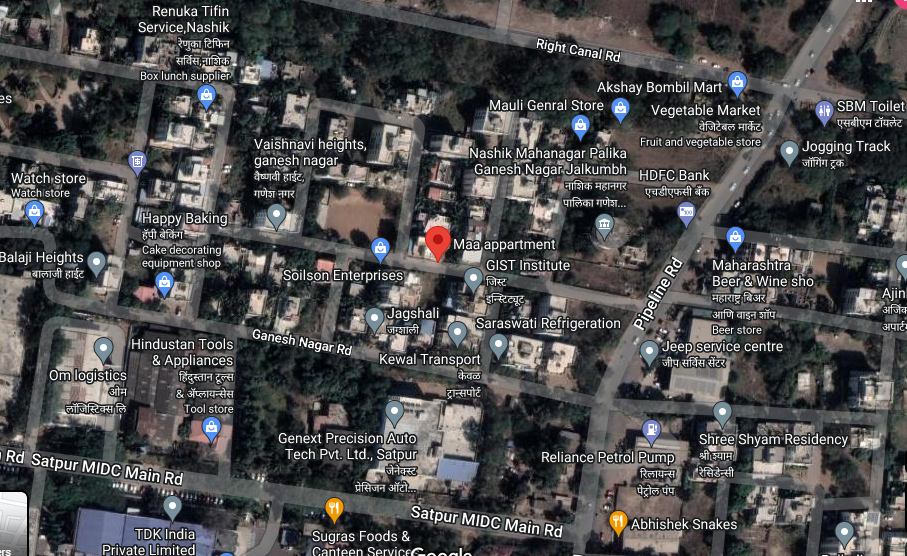 Renuka Tifin
Service,Nashik
रेणुका टिफिन
सर्विस,नाशिक
Box lunch supplier
Right Canal Rd
Akshay Bombil Mart
Mauli Genral Store
Vegetable Market
वेजिटेबल मार्केट
Fruit and vegetable store
SBM Toilet
एसबीएम टॉयलेट
Jogging Track
जॉगिंग ट्रक
Vaishnavi heights,
ganesh nagar
वैष्णवी हाईट,
गणेश नगर
Nashik Mahanagar Palika
Ganesh Nagar Jalkumbh
नाशिक महानगर
पालिका गणेश...
HDFC Bank
एचडीएफसी बँक
Watch store
Watch store
Happy Baking
हॅपी बेकिंग
Cake decorating
equipment shop
Maa appartment
Balaji Heights
बालाजी हाईट
Soilson Enterprises
GIST Institute
जिस्ट
इन्स्टिट्यूट
Pipeline Rd
Maharashtra
Beer & Wine sho
महाराष्ट्र बिअर
आणि वाइन शॉप
Beer store
Jagshali
जगशाली
Saraswati Refrigeration
Ganesh Nagar Rd
Kewal Transport
केवळ
ट्रान्सपोर्ट
Jeep service centre
जीप सर्विस सेंटर
Om logistics
ओम
लॉजिस्टिक्स लि
Hindustan Tools
& Appliances
हिंदुस्तान टूल्स
& अ‍ॅप्लायन्सेस
Tool store
Genext Precision Auto
Tech Pvt. Ltd., Satpur
जेनेक्स्ट
प्रेसिजन ऑटो...
Reliance Petrol Pump
रिलायन्स
पेट्रोल पंप
Shree Shyam Residency
श्री श्याम
रेसिडेन्सी
Rd
Satpur MIDC Main Rd
Satpur MIDC Main Rd
TDK India
Private Limited
Sugras Foods &
Canteen Service
Google
Abhishek Snakes